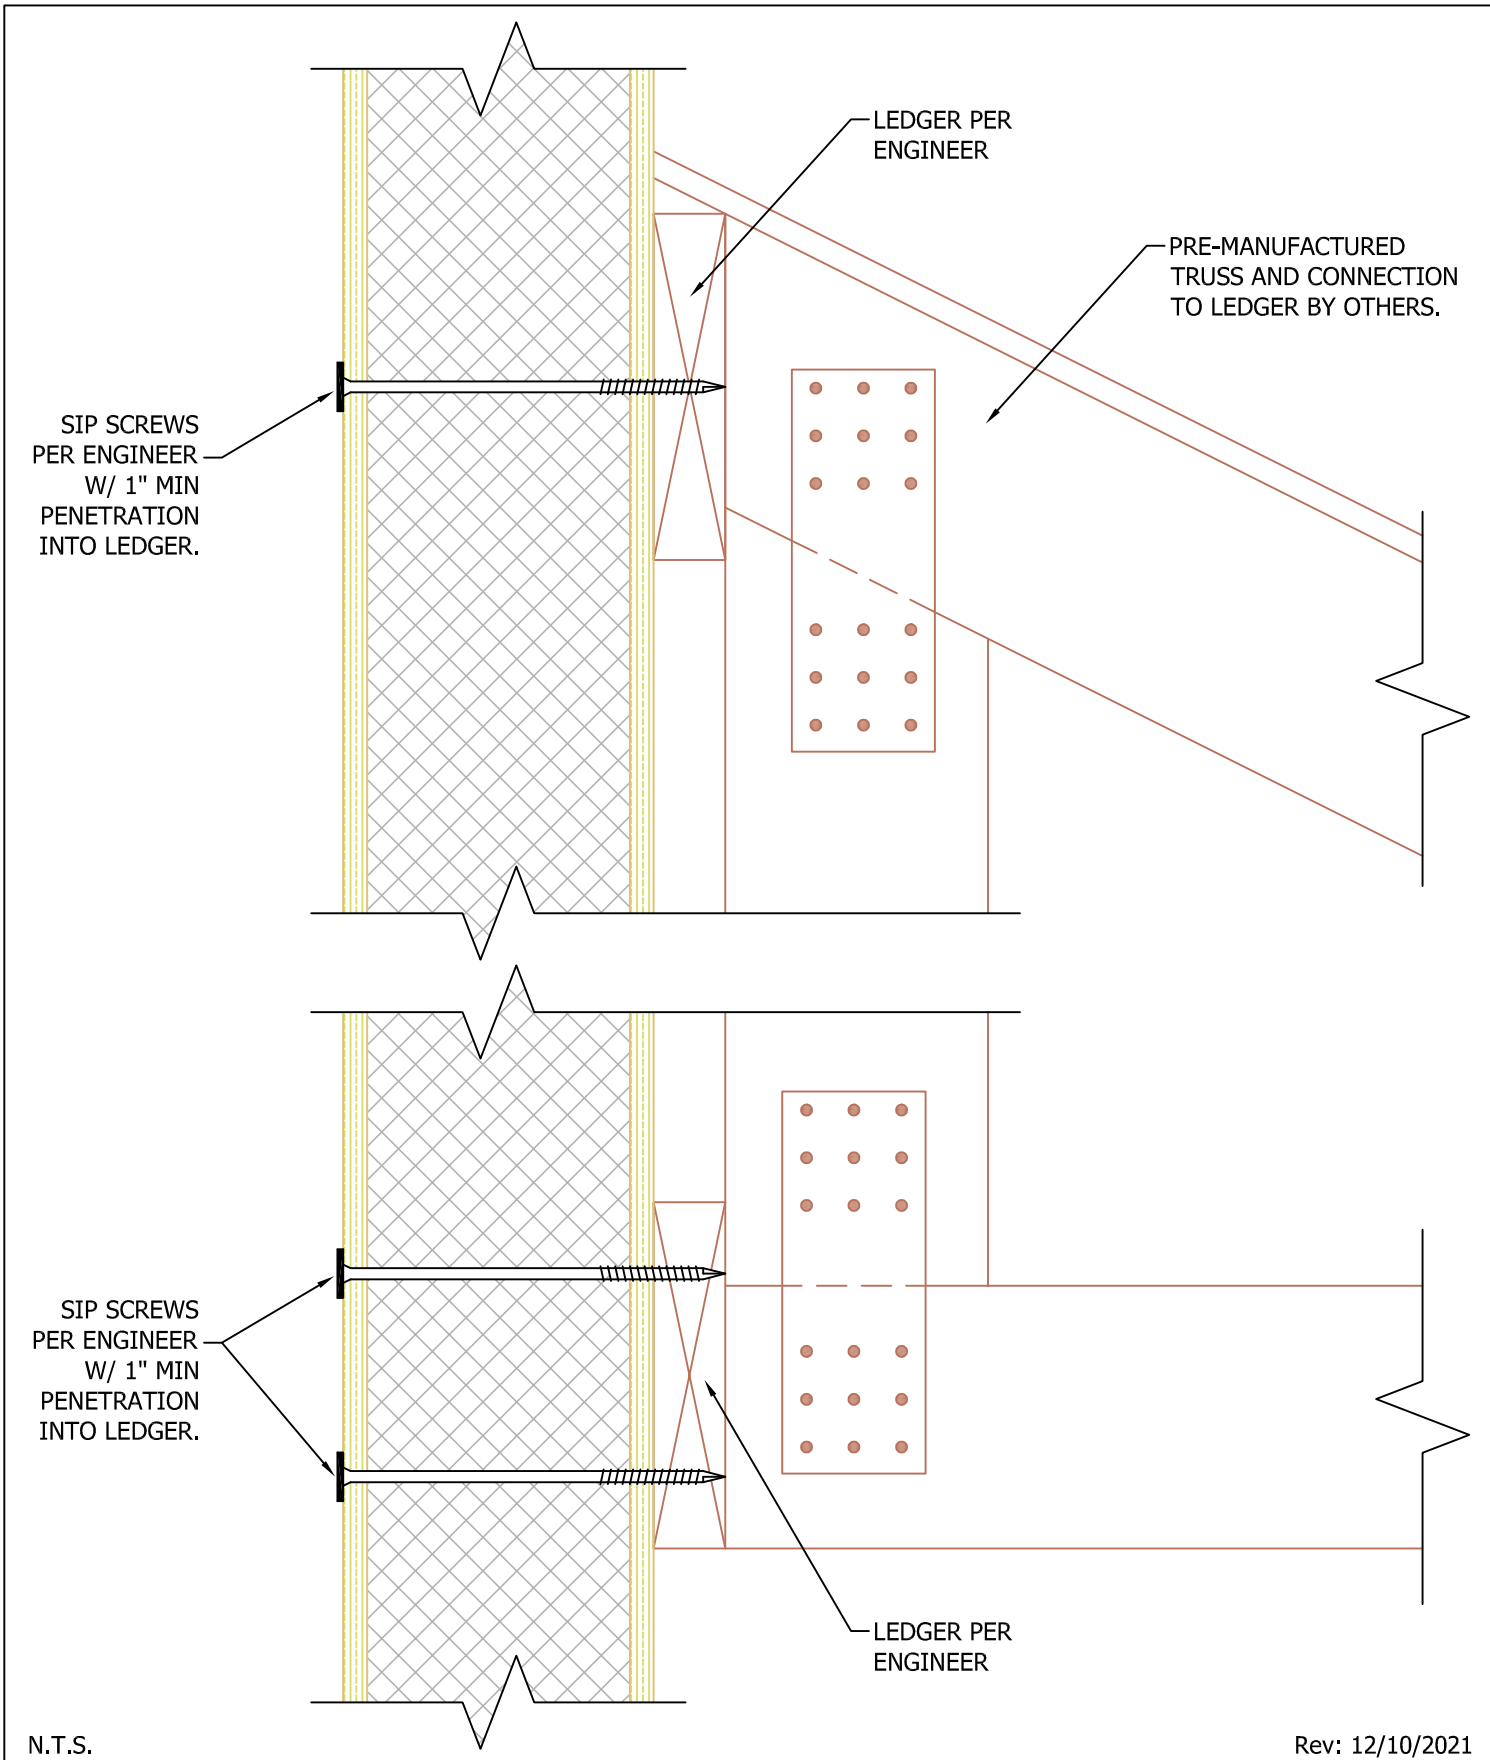 LEDGER PER
ENGINEER
PRE-MANUFACTURED
TRUSS AND CONNECTION
TO LEDGER BY OTHERS.
SIP SCREWS
PER ENGINEER
W/ 1" MIN
PENETRATION
INTO LEDGER.
SIP SCREWS
PER ENGINEER
W/ 1" MIN
PENETRATION
INTO LEDGER.
LEDGER PER
ENGINEER
N.T.S.
Rev: 12/10/2021